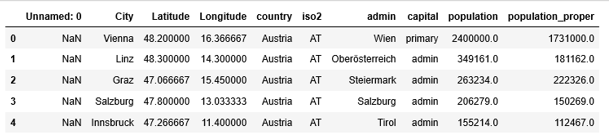 Unnamed: 0 City Latitude Longitude country iso2 admin capital population population_proper
0 NaN Vienna 48.200000 16.366667 Austria AT Wien primary 2400000.0 1731000.0
1 NaN Linz 48.300000 14.300000 Austria AT Oberösterreich admin 349161.0 181162.0
2 NaN Graz 47.066667 15.450000 Austria AT Steiermark admin 263234.0 222326.0
3 NaN Salzburg 47.800000 13.033333 Austria AT Salzburg admin 206279.0 150269.0
4 NaN Innsbruck 47.266667 11.400000 Austria AT Tirol admin 155214.0 112467.0